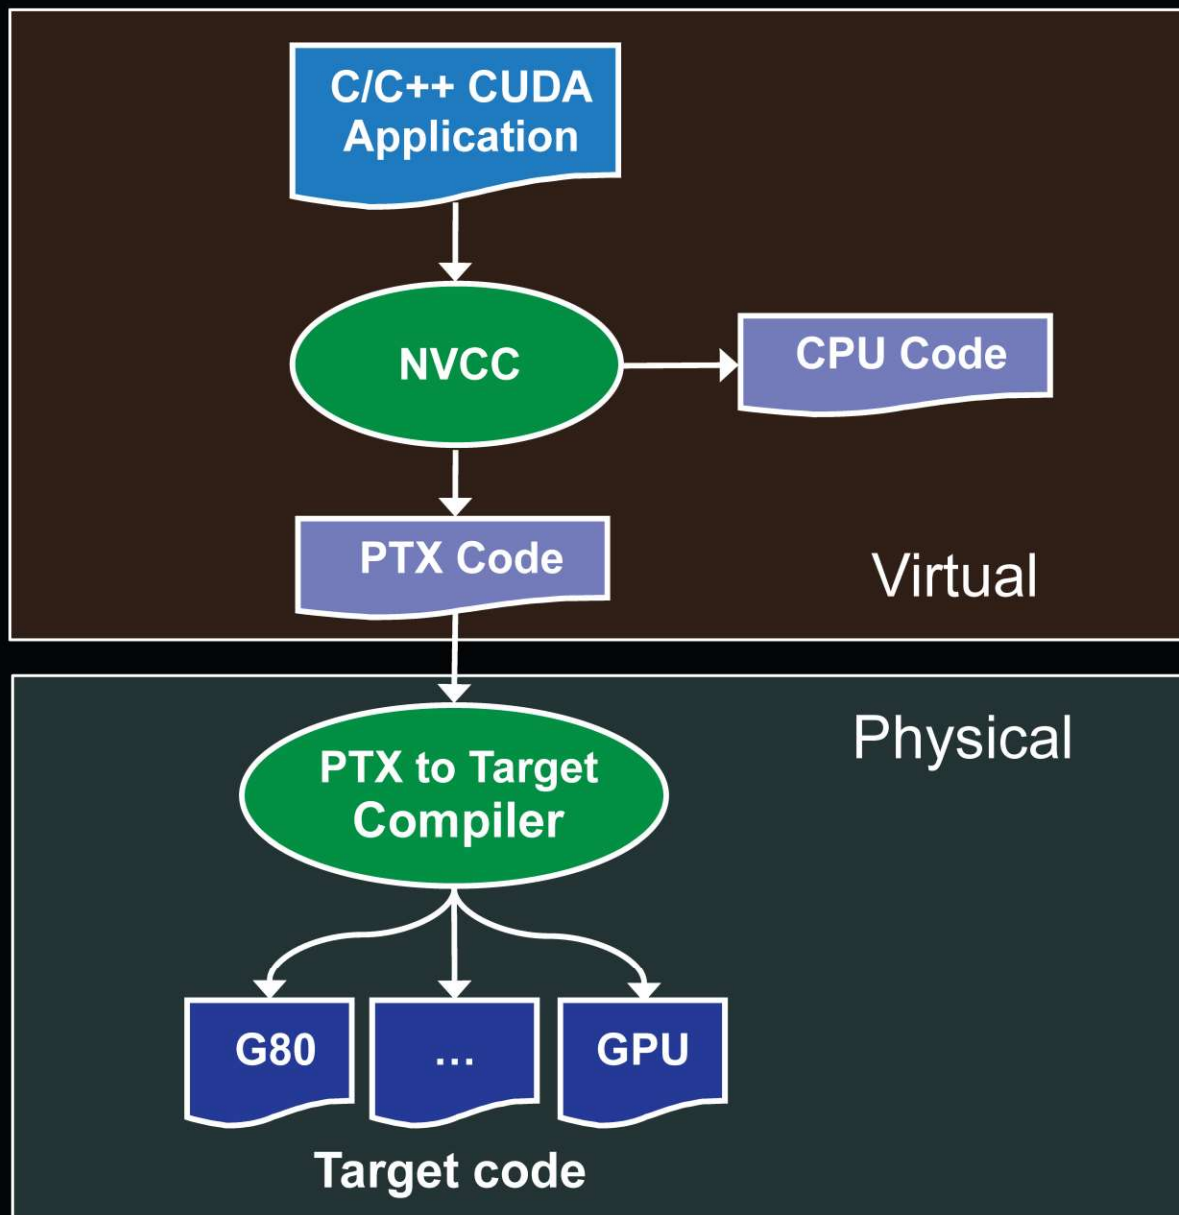 C/C++ CUDA
Application
NVCC
CPU Code
PTX Code
Virtual
Physical
PTX to Target
Compiler
G80
...
GPU
Target code